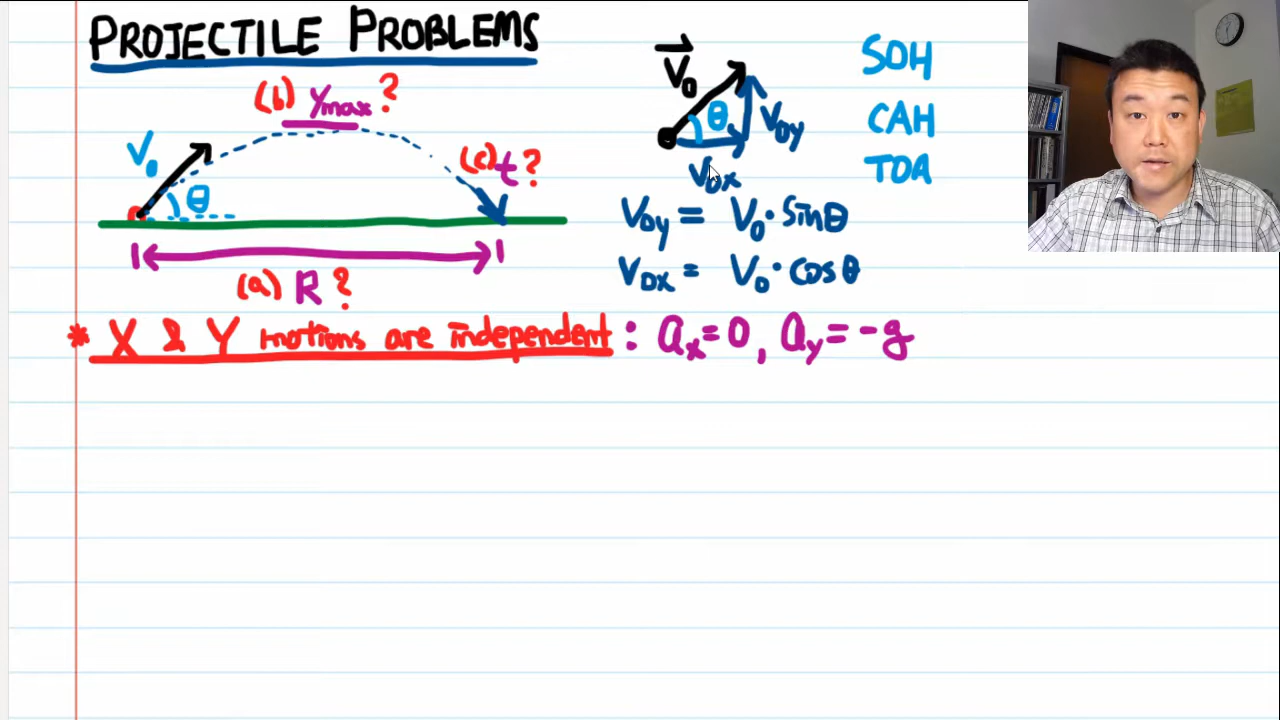 PROJECTILE PROBLEMS
(b) Ymax ?
V0
θ
(c) t ?
(a) R ?
V0
θ
V0y
V0x
SOH
CAH
TOA
V0y = V0 · sinθ
V0x = V0 · cosθ
* X & Y motions are independent : ax = 0, ay = -g